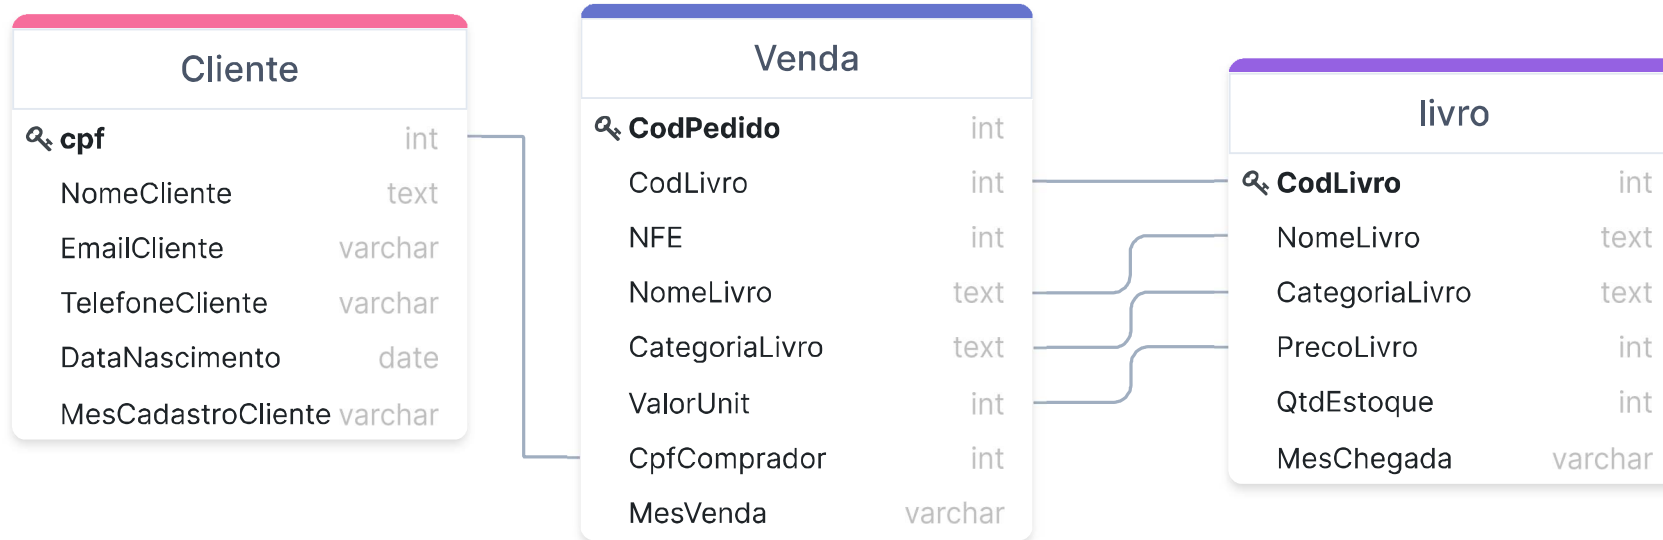 Cliente
cpf int
NomeCliente text
EmailCliente varchar
TelefoneCliente varchar
DataNascimento date
MesCadastroCliente varchar
Venda
CodPedido int
CodLivro int
NFE int
NomeLivro text
CategoriaLivro text
ValorUnit int
CpfComprador int
MesVenda varchar
livro
CodLivro int
NomeLivro text
CategoriaLivro text
PrecoLivro int
QtdEstoque int
MesChegada varchar